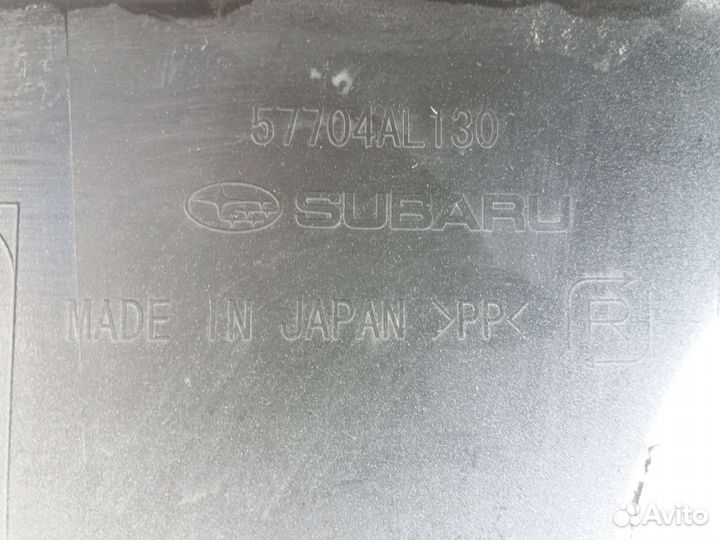 57704AL130
SUBARU
MADE IN JAPAN >PP< R
Avito